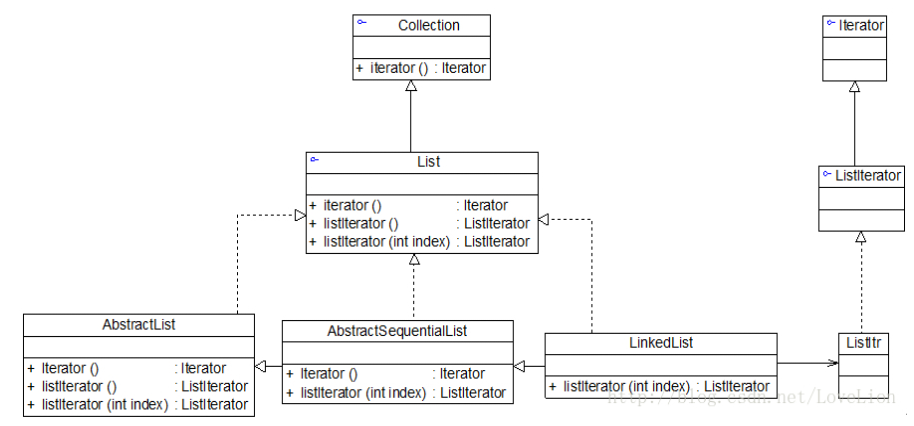 Collection
+ iterator () : Iterator
Iterator
List
+ iterator () : Iterator
+ listIterator () : ListIterator
+ listIterator (int index) : ListIterator
ListIterator
AbstractList
+ Iterator () : Iterator
+ listIterator () : ListIterator
+ listIterator (int index) : ListIterator
AbstractSequentialList
+ Iterator () : Iterator
+ listIterator (int index) : ListIterator
LinkedList
+ listIterator (int index) : ListIterator
ListItr
http://blog.csdn.net/LoveLion